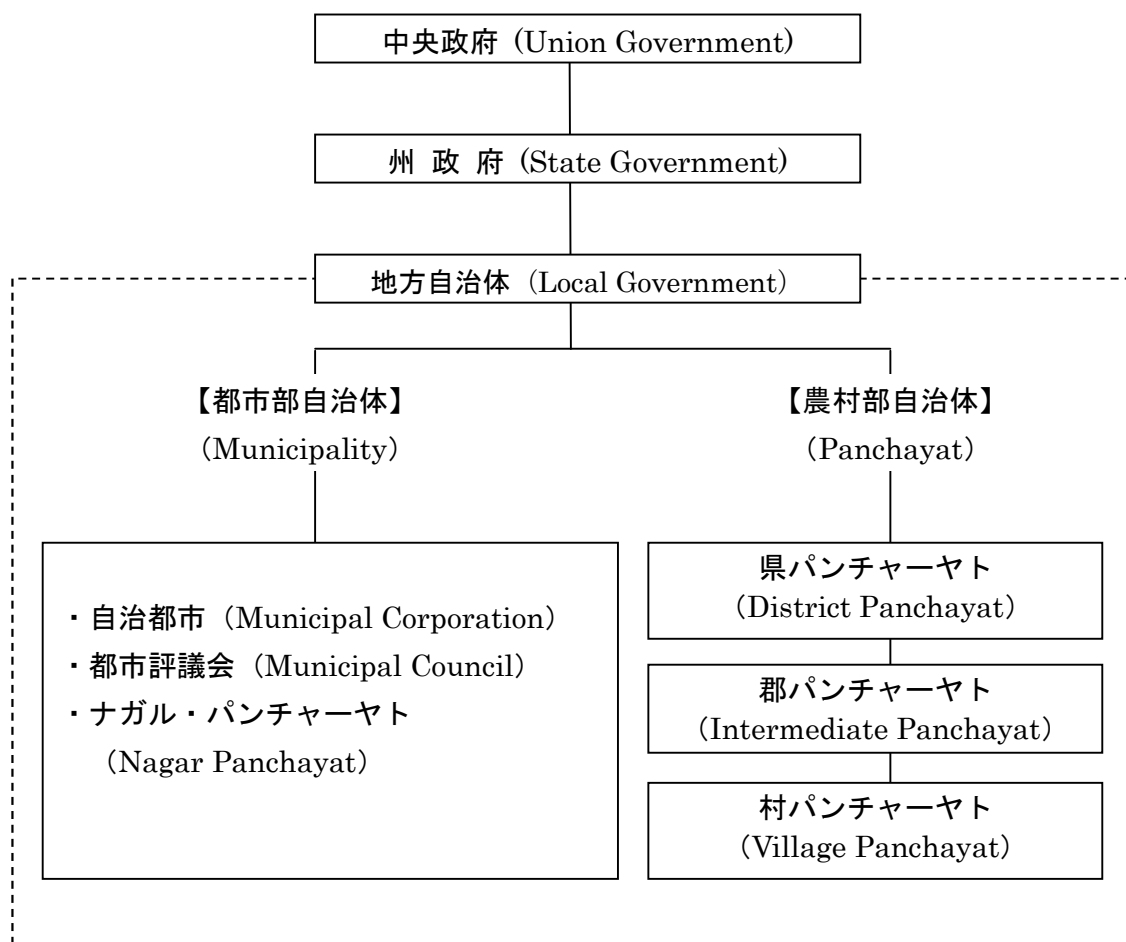 中央政府 (Union Government)
州 政 府 (State Government)
地方自治体（Local Government）
【都市部自治体】
（Municipality）
・自治都市（Municipal Corporation）
・都市評議会（Municipal Council）
・ナガル・パンチャーヤト
（Nagar Panchayat）
【農村部自治体】
（Panchayat）
県パンチャーヤト
（District Panchayat）
郡パンチャーヤト
（Intermediate Panchayat）
村パンチャーヤト
（Village Panchayat）